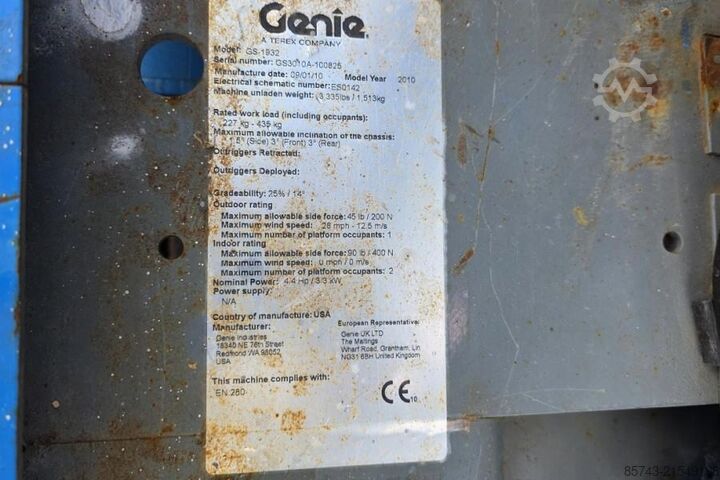 Genie
A TEREX COMPANY
Model: GS-1932
Serial number: GS3010A-100825
Manufacture date: 09/01/10 Model Year 2010
Electrical schematic number: ES0142
Machine unladen weight: 3,335lbs / 1,513kg
Rated work load (including occupants):
227 kg - 435 kg
Maximum allowable inclination of the chassis:
1.5° (Side) 3° (Front) 3° (Rear)
Outriggers Retracted:
Outriggers Deployed:
Gradeability: 25% / 14°
Outdoor rating
Maximum allowable side force: 45 lb / 200 N
Maximum wind speed: 28 mph - 12.5 m/s
Maximum number of platform occupants: 1
Indoor rating
Maximum allowable side force: 90 lb / 400 N
Maximum wind speed: 0 mph / 0 m/s
Maximum number of platform occupants: 2
Nominal Power: 4.4 Hp / 3.3 kW
Power supply:
N/A
Country of manufacture: USA
Manufacturer:
Genie Industries
18340 NE 76th Street
Redmond WA 98052
USA
European Representative:
Genie UK LTD
The Maltings
Wharf Road, Grantham, Lin
NG31 6BH United Kingdom
This machine complies with:
EN 280
CE 10